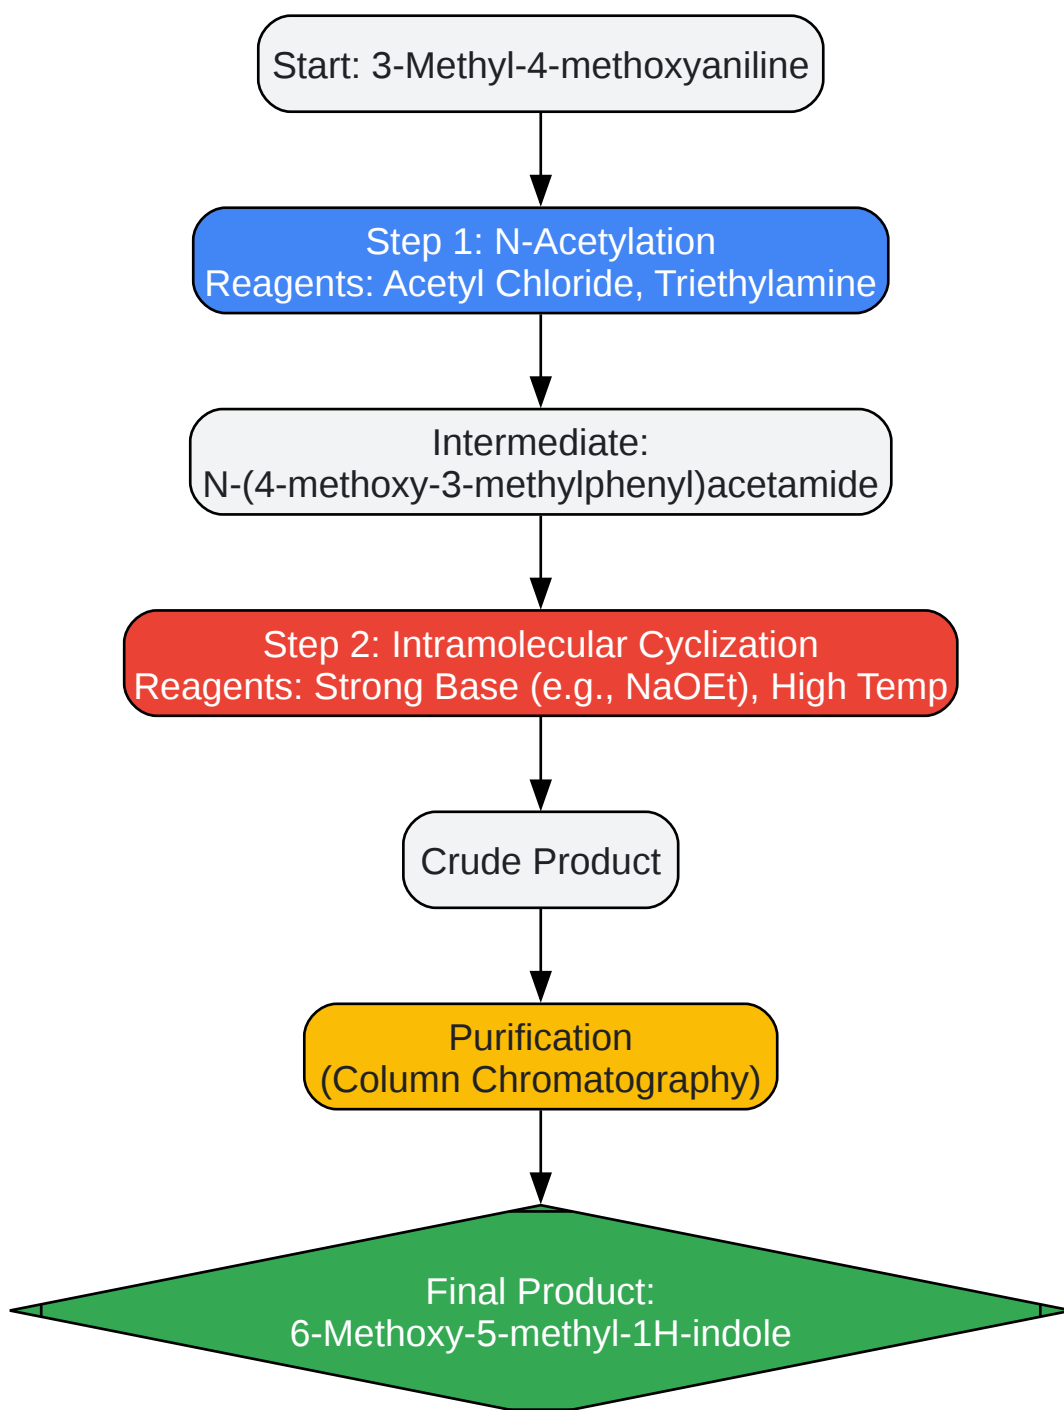 Start: 3-Methyl-4-methoxyaniline
Step 1: N-Acetylation
Reagents: Acetyl Chloride, Triethylamine
Intermediate:
N-(4-methoxy-3-methylphenyl)acetamide
Step 2: Intramolecular Cyclization
Reagents: Strong Base (e.g., NaOEt), High Temp
Crude Product
Purification
(Column Chromatography)
Final Product:
6-Methoxy-5-methyl-1H-indole